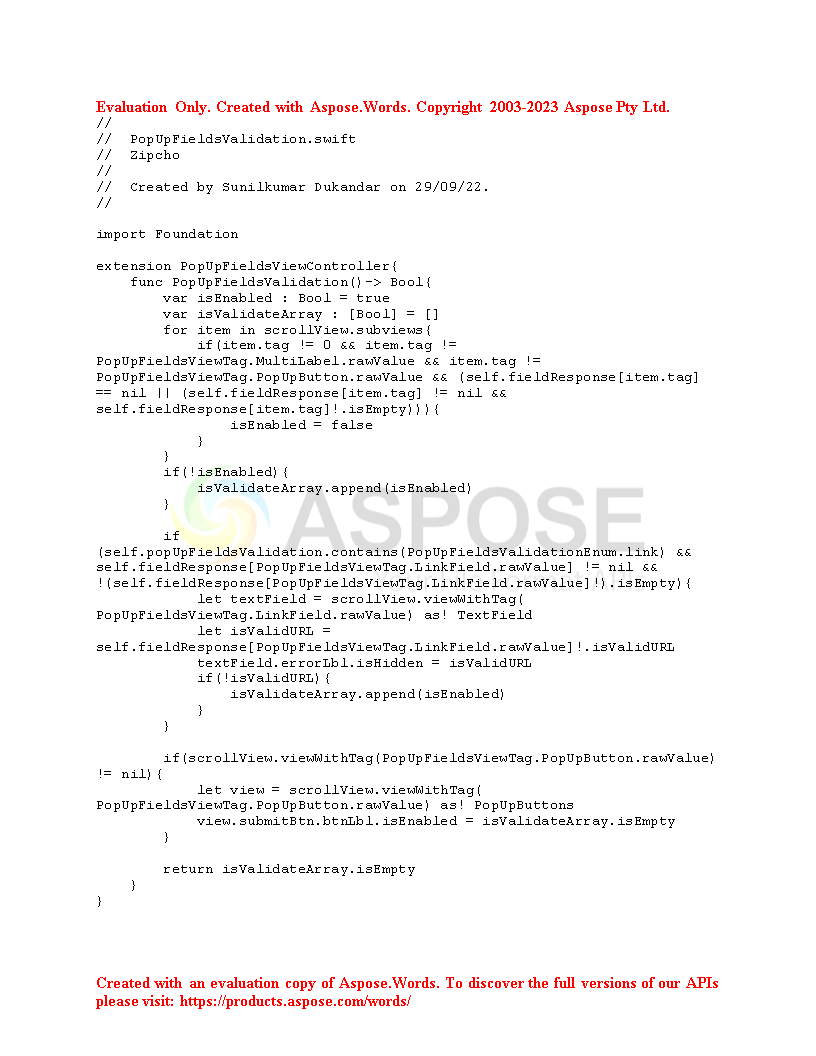 Evaluation Only. Created with Aspose.Words. Copyright 2003-2023 Aspose Pty Ltd.
//
//  PopUpFieldsValidation.swift
//  Zipcho
//
//  Created by Sunilkumar Dukandar on 29/09/22.
//
import Foundation
extension PopUpFieldsViewController{
    func PopUpFieldsValidation()-> Bool{
        var isEnabled : Bool = true
        var isValidateArray : [Bool] = []
        for item in scrollView.subviews{
            if(item.tag != 0 && item.tag !=
PopUpFieldsViewTag.MultiLabel.rawValue && item.tag !=
PopUpFieldsViewTag.PopUpButton.rawValue && (self.fieldResponse[item.tag]
== nil || (self.fieldResponse[item.tag] != nil &&
self.fieldResponse[item.tag]!.isEmpty))){
                isEnabled = false
            }
        }
        if(!isEnabled){
            isValidateArray.append(isEnabled)
        }
        if
(self.popUpFieldsValidation.contains(PopUpFieldsValidationEnum.link) &&
self.fieldResponse[PopUpFieldsViewTag.LinkField.rawValue] != nil &&
!(self.fieldResponse[PopUpFieldsViewTag.LinkField.rawValue]!).isEmpty){
            let textField = scrollView.viewWithTag(
PopUpFieldsViewTag.LinkField.rawValue) as! TextField
            let isValidURL =
self.fieldResponse[PopUpFieldsViewTag.LinkField.rawValue]!.isValidURL
            textField.errorLbl.isHidden = isValidURL
            if(!isValidURL){
                isValidateArray.append(isEnabled)
            }
        }
        if(scrollView.viewWithTag(PopUpFieldsViewTag.PopUpButton.rawValue)
!= nil){
            let view = scrollView.viewWithTag(
PopUpFieldsViewTag.PopUpButton.rawValue) as! PopUpButtons
            view.submitBtn.btnLbl.isEnabled = isValidateArray.isEmpty
        }
        return isValidateArray.isEmpty
    }
}
ASPOSE
Created with an evaluation copy of Aspose.Words. To discover the full versions of our APIs
please visit: https://products.aspose.com/words/